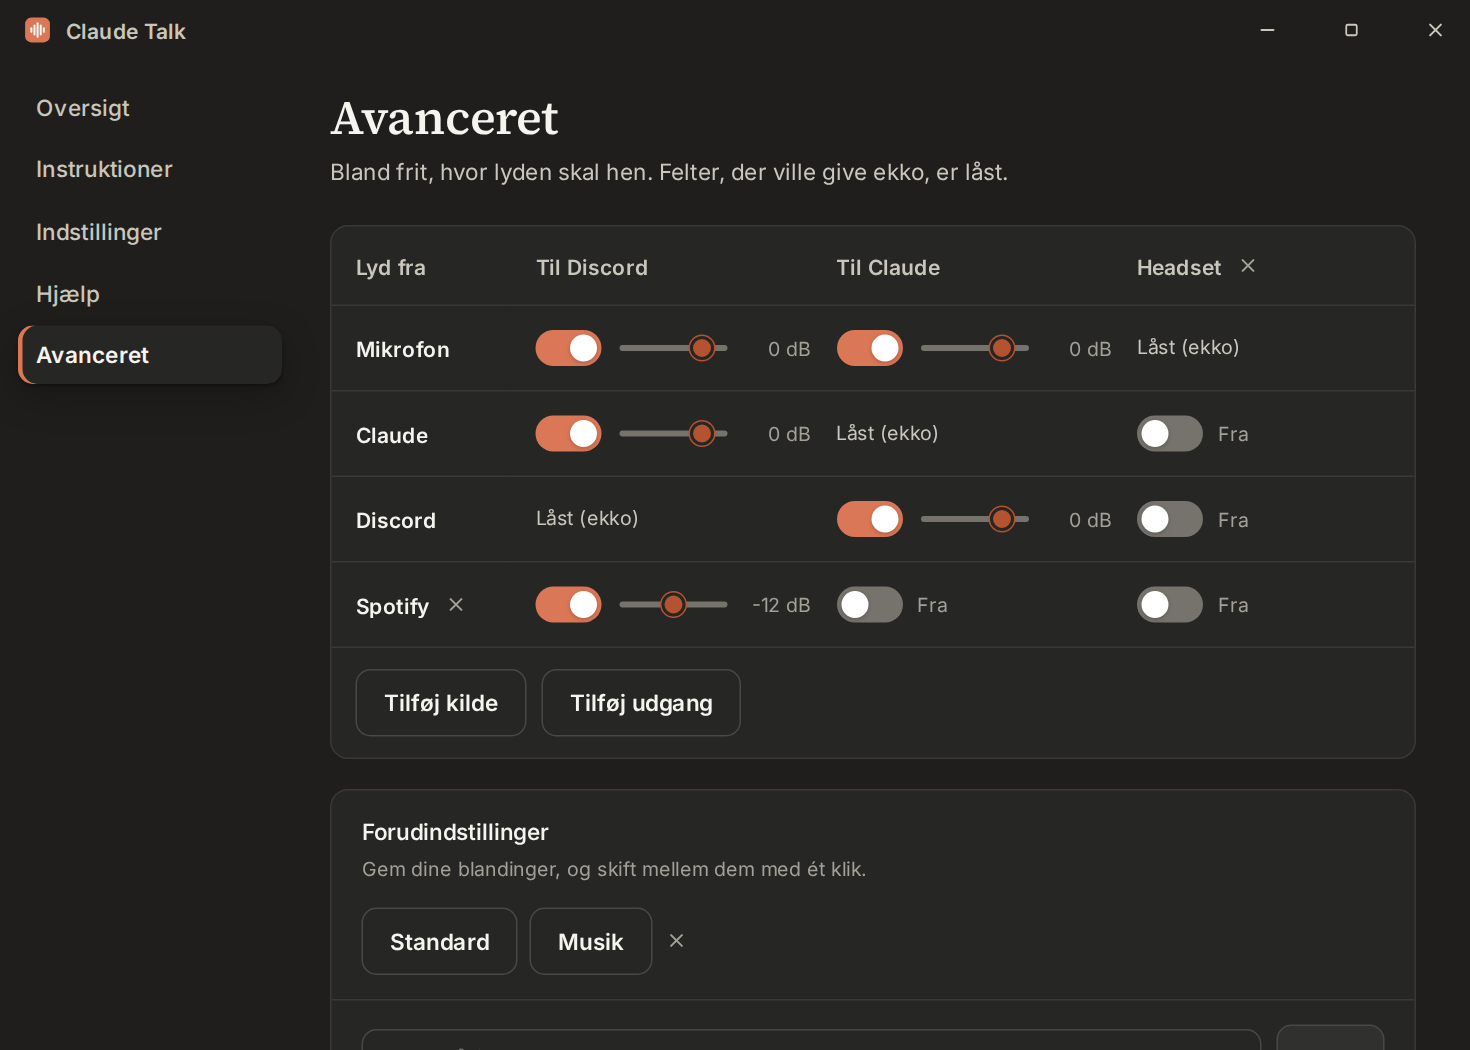 Claude Talk
Oversigt
Instruktioner
Indstillinger
Hjælp
Avanceret
Avanceret
Bland frit, hvor lyden skal hen. Felter, der ville give ekko, er låst.
Lyd fra Til Discord Til Claude Headset
Mikrofon 0 dB 0 dB Låst (ekko)
Claude 0 dB Låst (ekko) Fra
Discord Låst (ekko) 0 dB Fra
Spotify -12 dB Fra Fra
Tilføj kilde Tilføj udgang
Forudindstillinger
Gem dine blandinger, og skift mellem dem med ét klik.
Standard Musik